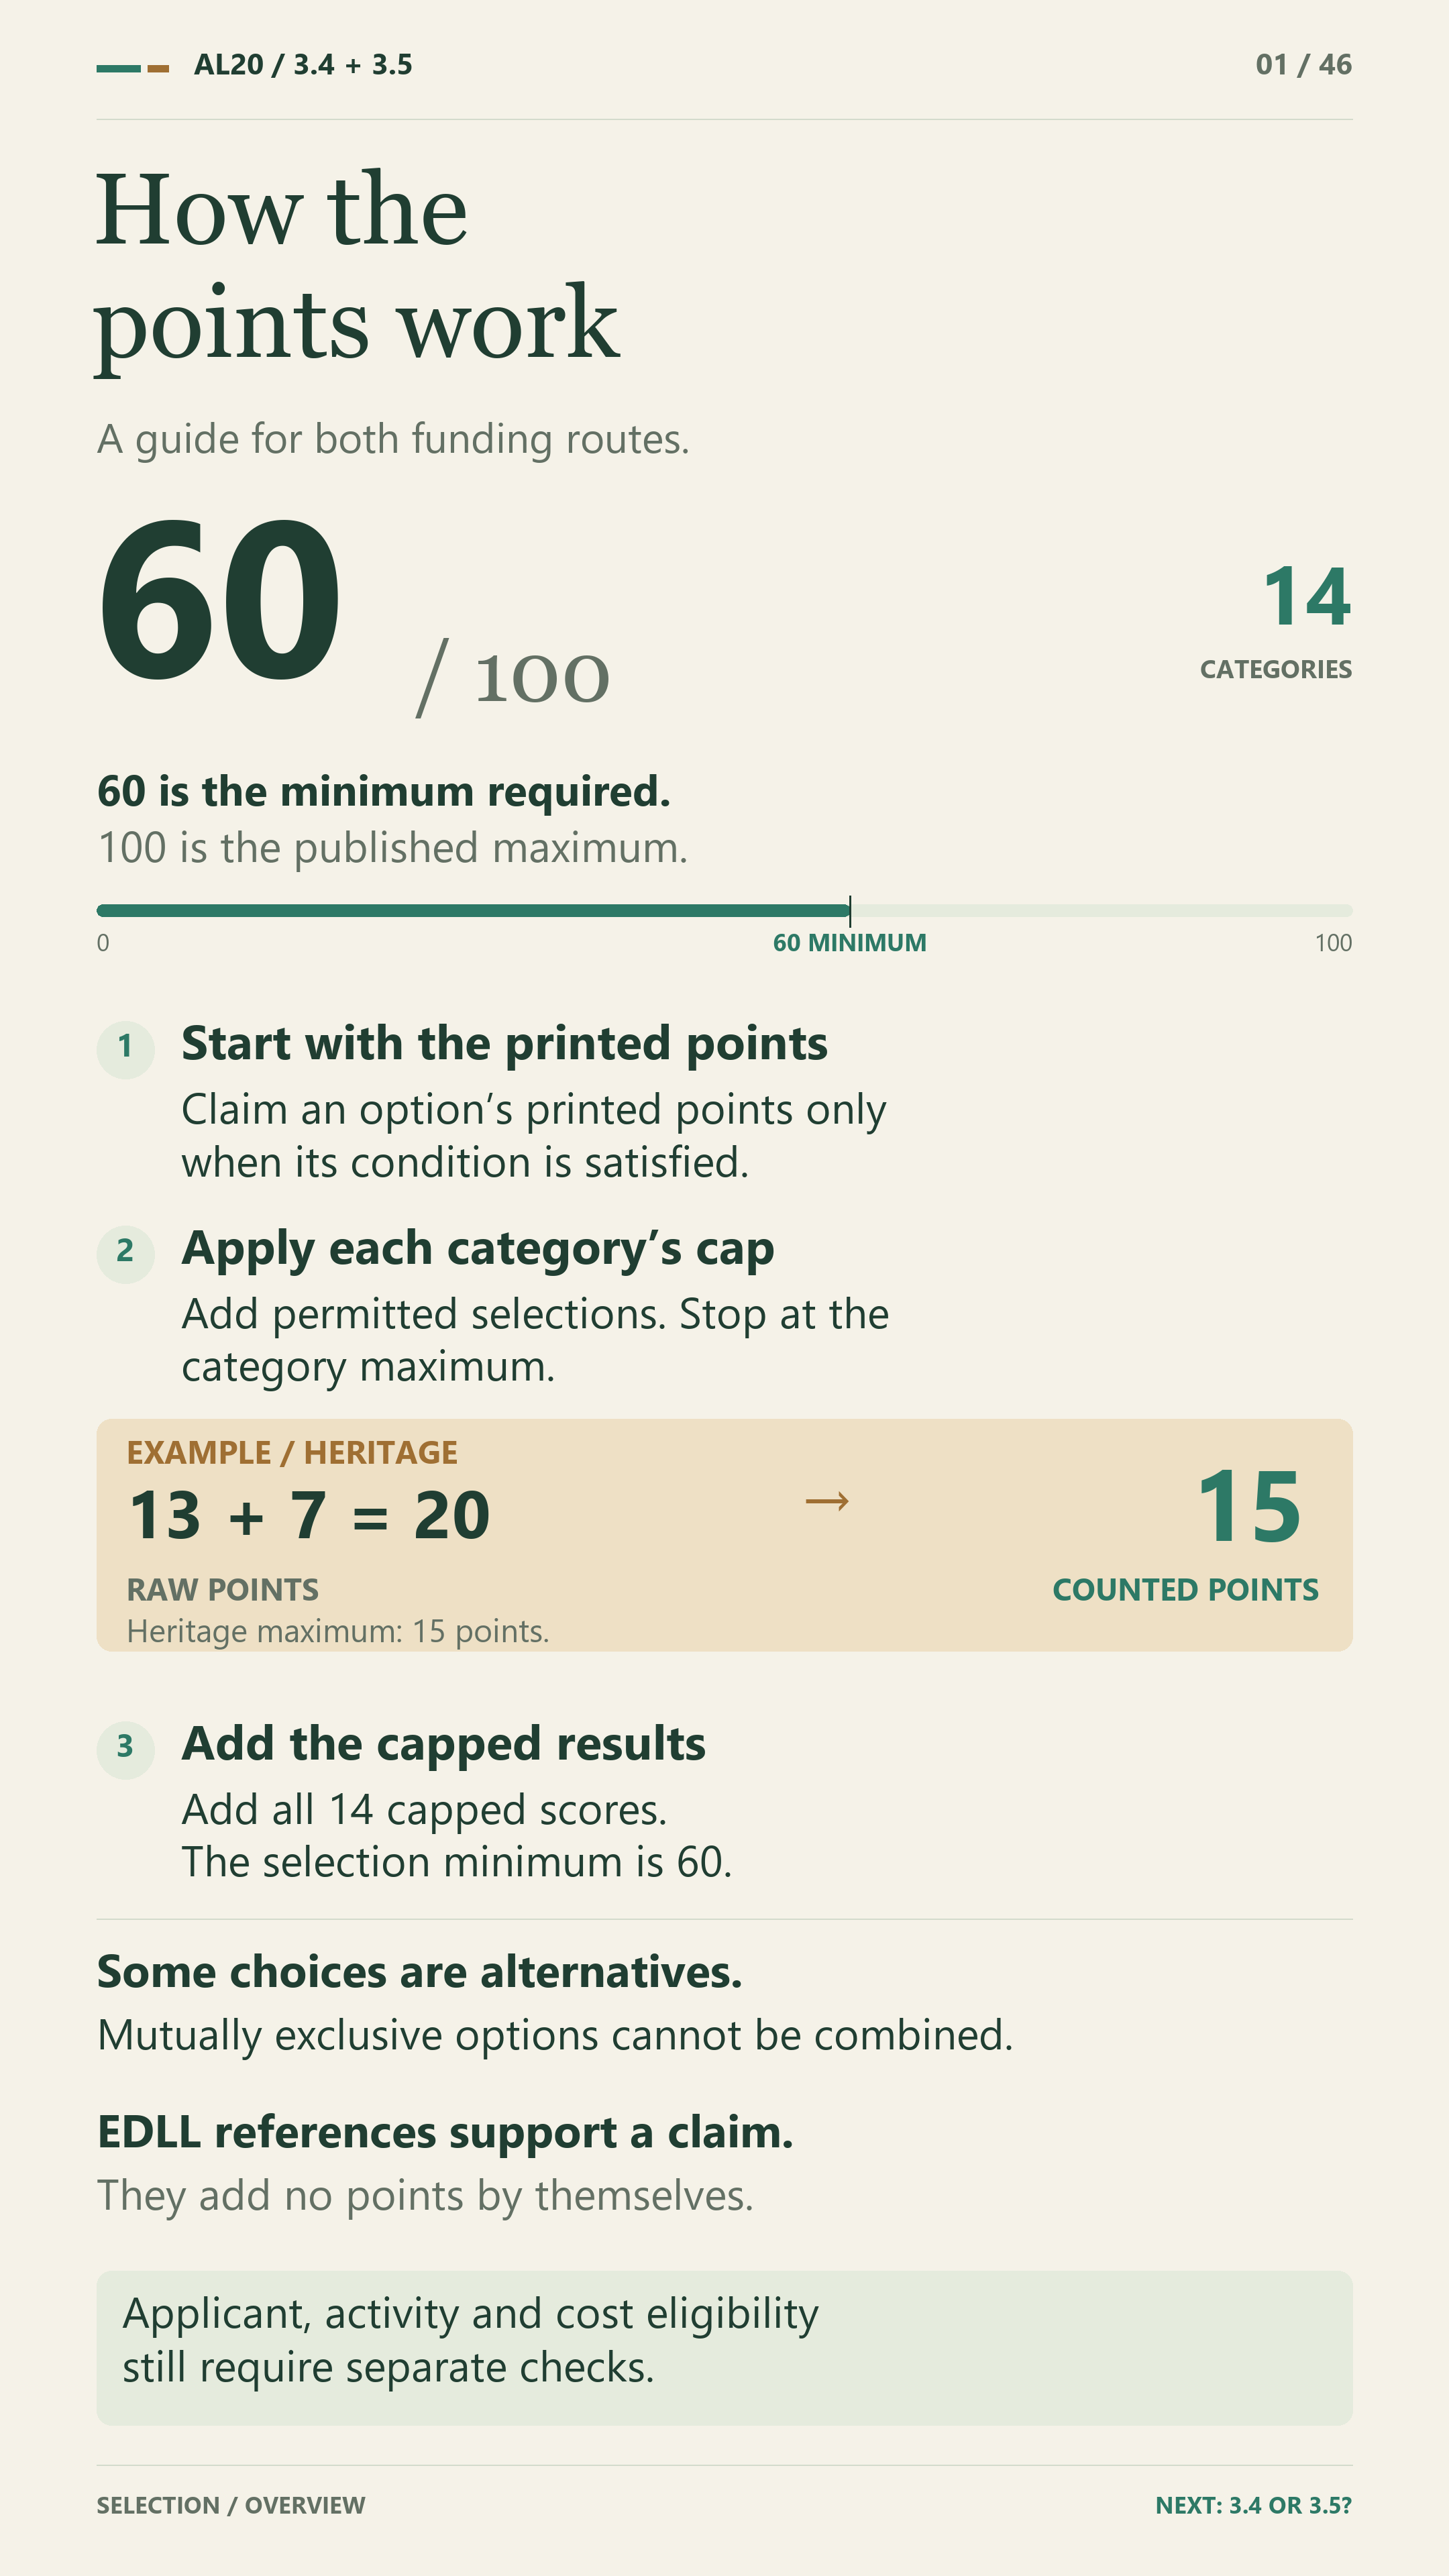 AL20 / 3.4 + 3.5
01 / 46
How the
points work
A guide for both funding routes.
60 / 100
14
CATEGORIES
60 is the minimum required.
100 is the published maximum.
0
60 MINIMUM
100
1
Start with the printed points
Claim an option’s printed points only
when its condition is satisfied.
2
Apply each category’s cap
Add permitted selections. Stop at the
category maximum.
EXAMPLE / HERITAGE
13 + 7 = 20
→
15
RAW POINTS
COUNTED POINTS
Heritage maximum: 15 points.
3
Add the capped results
Add all 14 capped scores.
The selection minimum is 60.
Some choices are alternatives.
Mutually exclusive options cannot be combined.
EDLL references support a claim.
They add no points by themselves.
Applicant, activity and cost eligibility
still require separate checks.
SELECTION / OVERVIEW
NEXT: 3.4 OR 3.5?